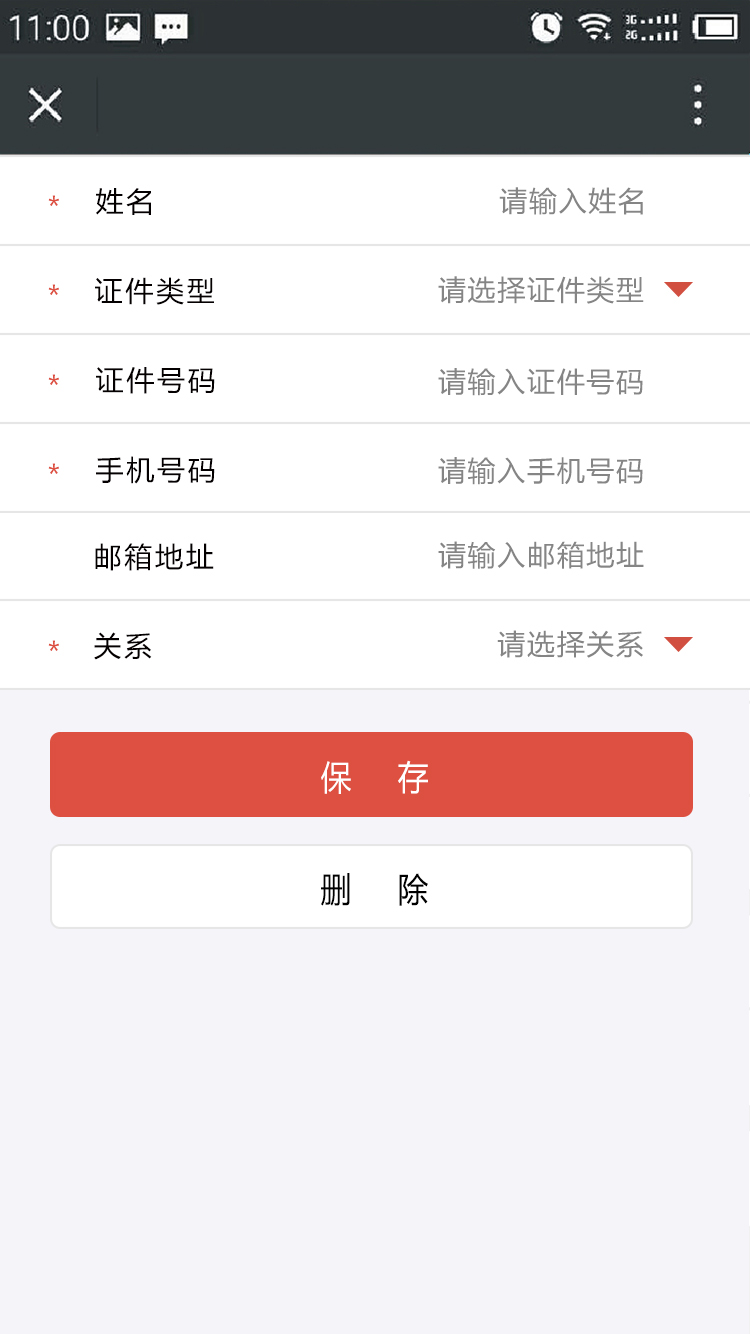 11:00 3G 2G
* 姓名 请输入姓名
* 证件类型 请选择证件类型
* 证件号码 请输入证件号码
* 手机号码 请输入手机号码
邮箱地址 请输入邮箱地址
* 关系 请选择关系
保 存
删 除